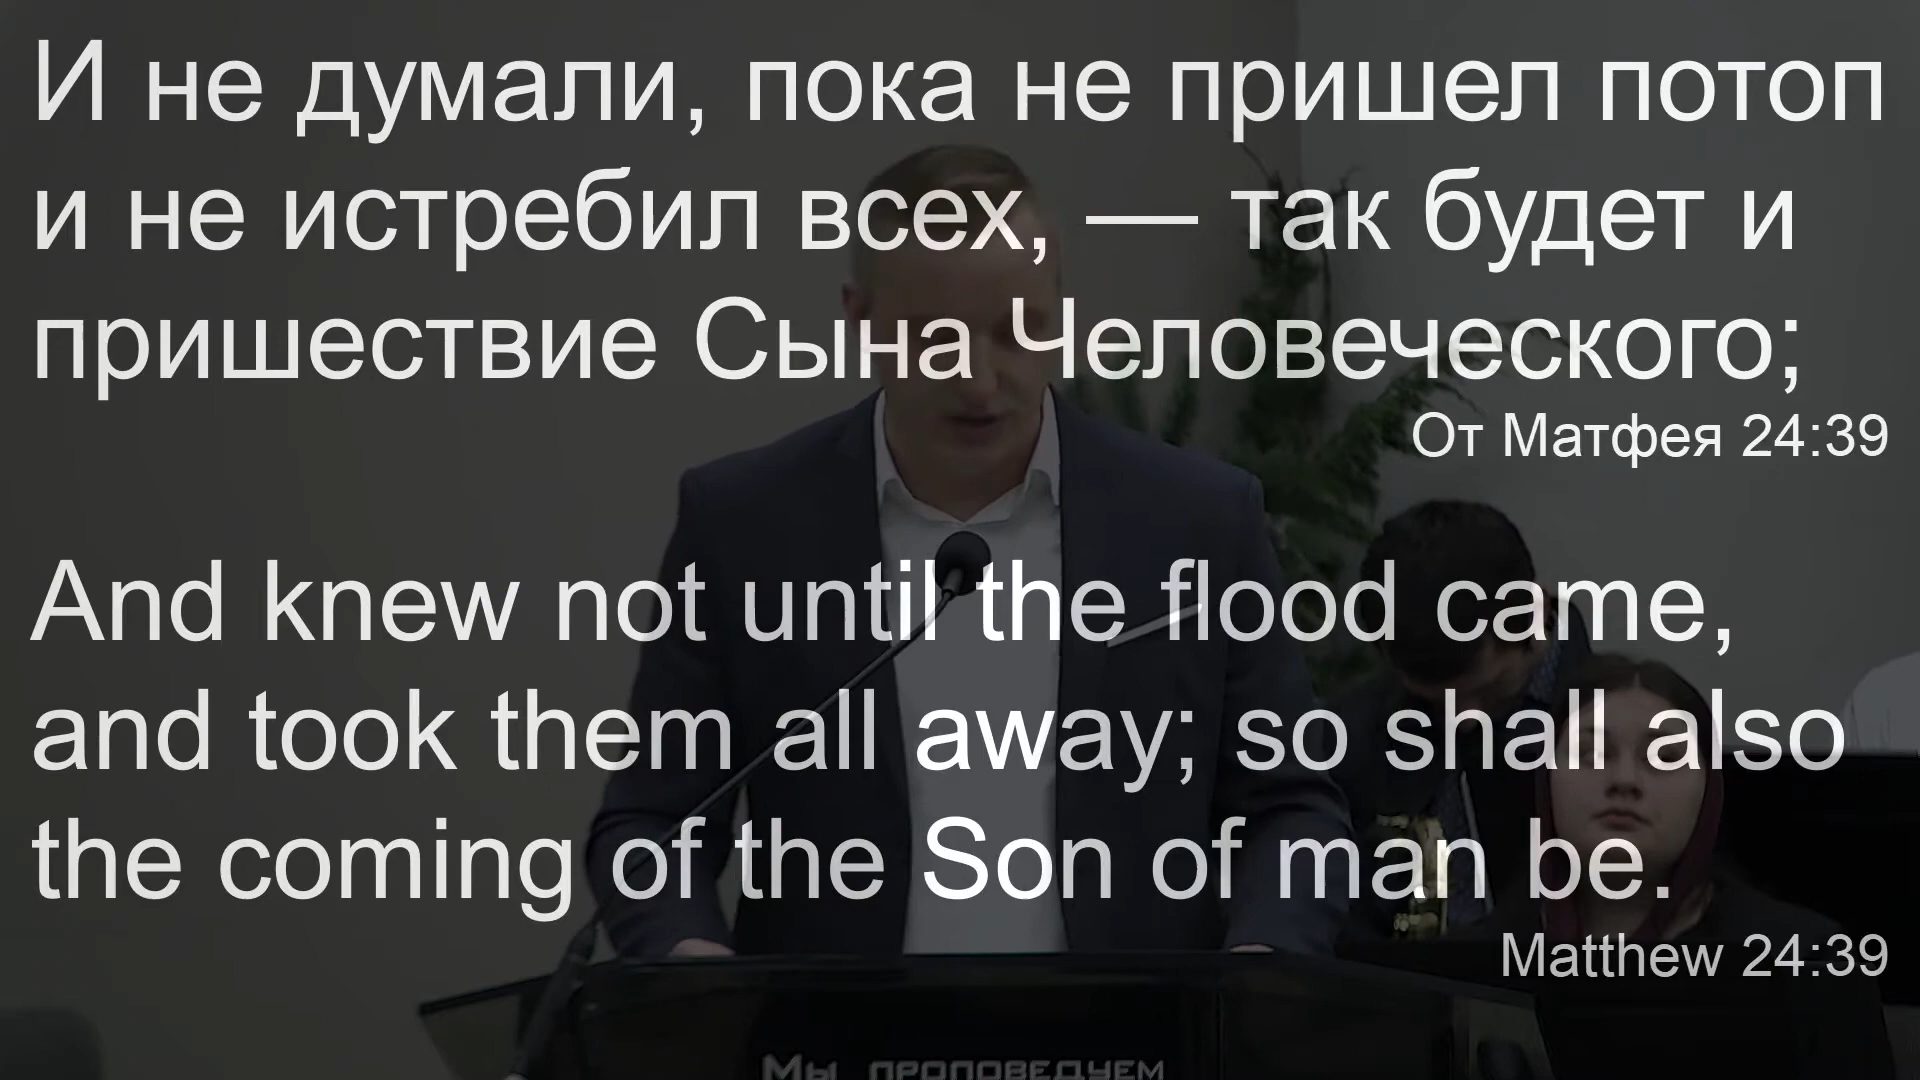 И не думали, пока не пришел потоп
и не истребил всех, — так будет и
пришествие Сына Человеческого;
От Матфея 24:39
And knew not until the flood came,
and took them all away; so shall also
the coming of the Son of man be.
Matthew 24:39
Мы проповедуем